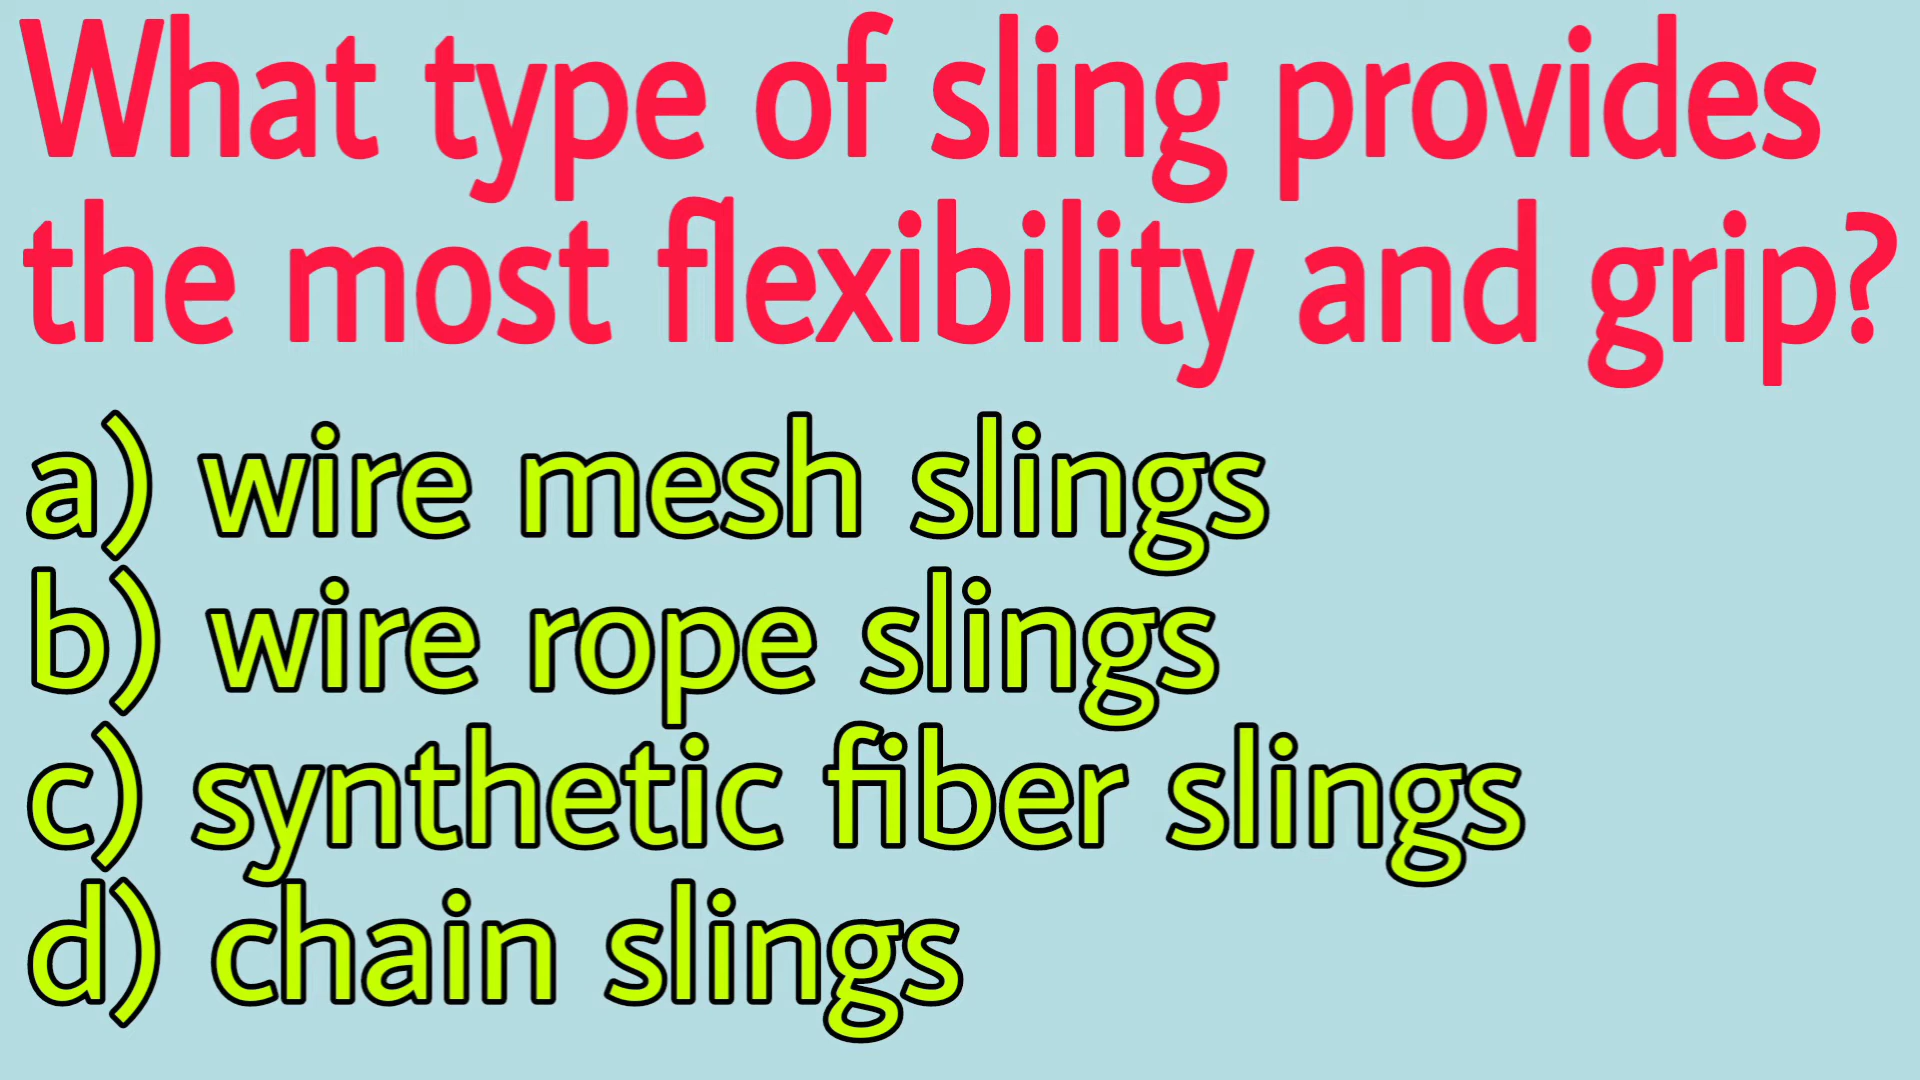 What type of sling provides
the most flexibility and grip?
a) wire mesh slings
b) wire rope slings
c) synthetic fiber slings
d) chain slings